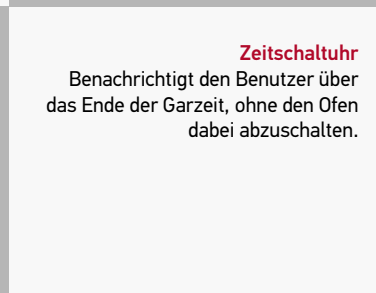 Zeitschaltuhr
Benachrichtigt den Benutzer über
das Ende der Garzeit, ohne den Ofen
dabei abzuschalten.